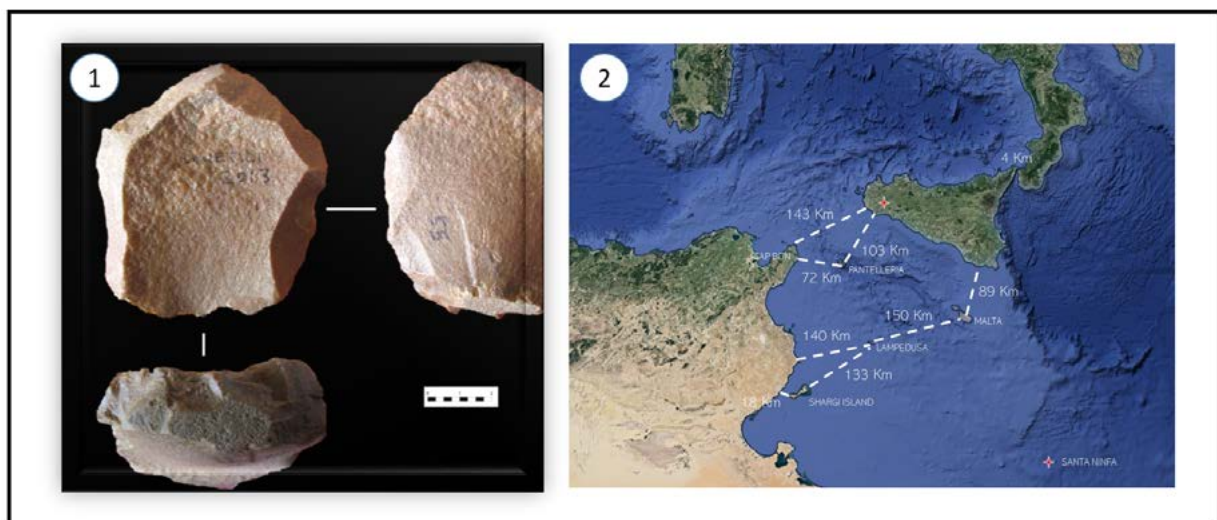 1
2
4 Km
143 Km
103 Km
CAP BON
PANTELLERIA
72 Km
89 Km
150 Km
MALTA
140 Km
LAMPEDUSA
133 Km
18 Km
SHARGI ISLAND
SANTA NINFA